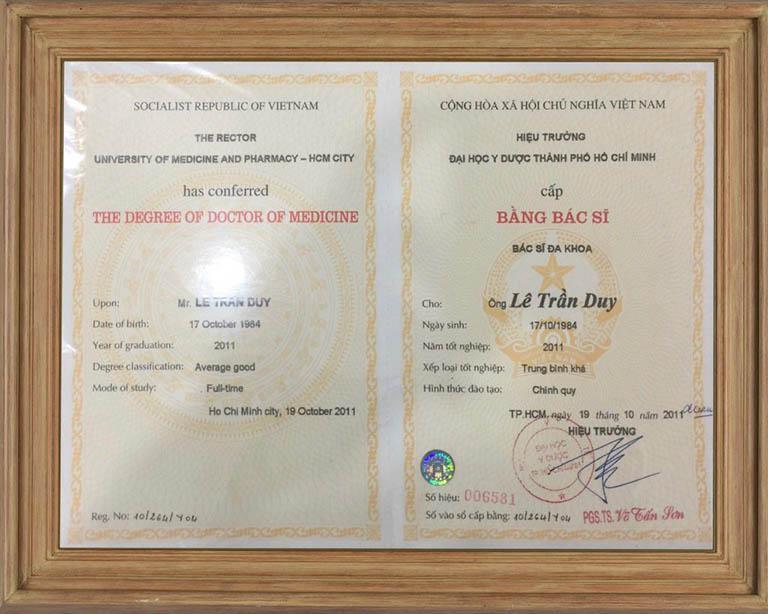 SOCIALIST REPUBLIC OF VIETNAM
THE RECTOR
UNIVERSITY OF MEDICINE AND PHARMACY – HCM CITY
has conferred
THE DEGREE OF DOCTOR OF MEDICINE
Upon: Mr. LE TRAN DUY
Date of birth: 17 October 1984
Year of graduation: 2011
Degree classification: Average good
Mode of study: Full-time
Ho Chi Minh city, 19 October 2011
Reg. No: 10/264/Y04
CỘNG HÒA XÃ HỘI CHỦ NGHĨA VIỆT NAM
HIỆU TRƯỞNG
ĐẠI HỌC Y DƯỢC THÀNH PHỐ HỒ CHÍ MINH
cấp
BẰNG BÁC SĨ
BÁC SĨ ĐA KHOA
Cho: Ông Lê Trần Duy
Ngày sinh: 17/10/1984
Năm tốt nghiệp: 2011
Xếp loại tốt nghiệp: Trung bình khá
Hình thức đào tạo: Chính quy
TP.HCM, ngày 19 tháng 10 năm 2011
HIỆU TRƯỞNG
ĐẠI HỌC
Y DƯỢC
Số hiệu: 006581
Số vào sổ cấp bằng: 10/264/Y04
PGS.TS. Võ Tấn Sơn